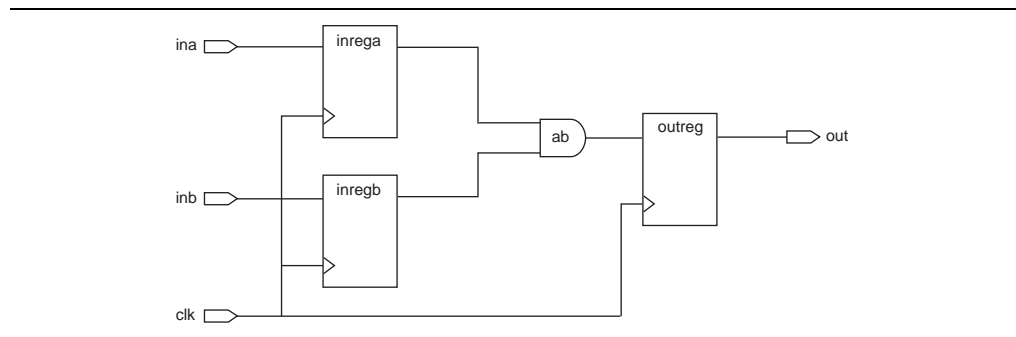 ina
inrega
ab
outreg
out
inb
inregb
clk